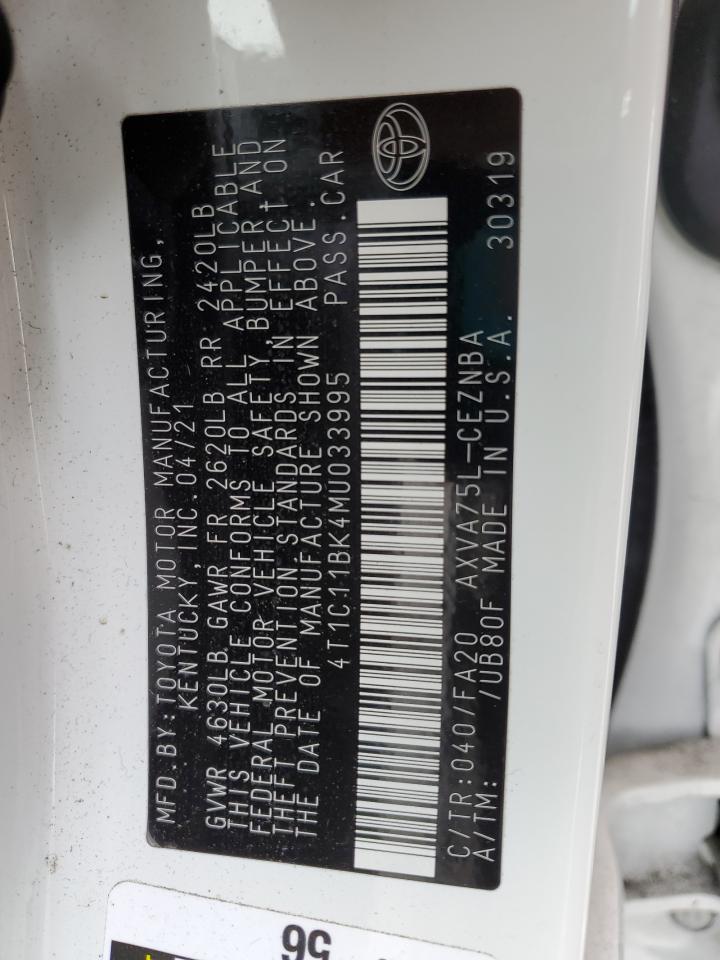 MFD.BY:TOYOTA MOTOR MANUFACTURING,
KENTUCKY, INC. 04/21
GVWR 4630LB GAWR FR 2620LB RR 2420LB
THIS VEHICLE CONFORMS TO ALL APPLICABLE
FEDERAL MOTOR VEHICLE SAFETY, BUMPER, AND
THEFT PREVENTION STANDARDS IN EFFECT ON
THE DATE OF MANUFACTURE SHOWN ABOVE.
4T1C11BK4MU033995 PASS.CAR
C/TR:040/FA20 AXVA75L-CEZNBA
A/TM: /UB80F MADE IN U.S.A. 30319
56